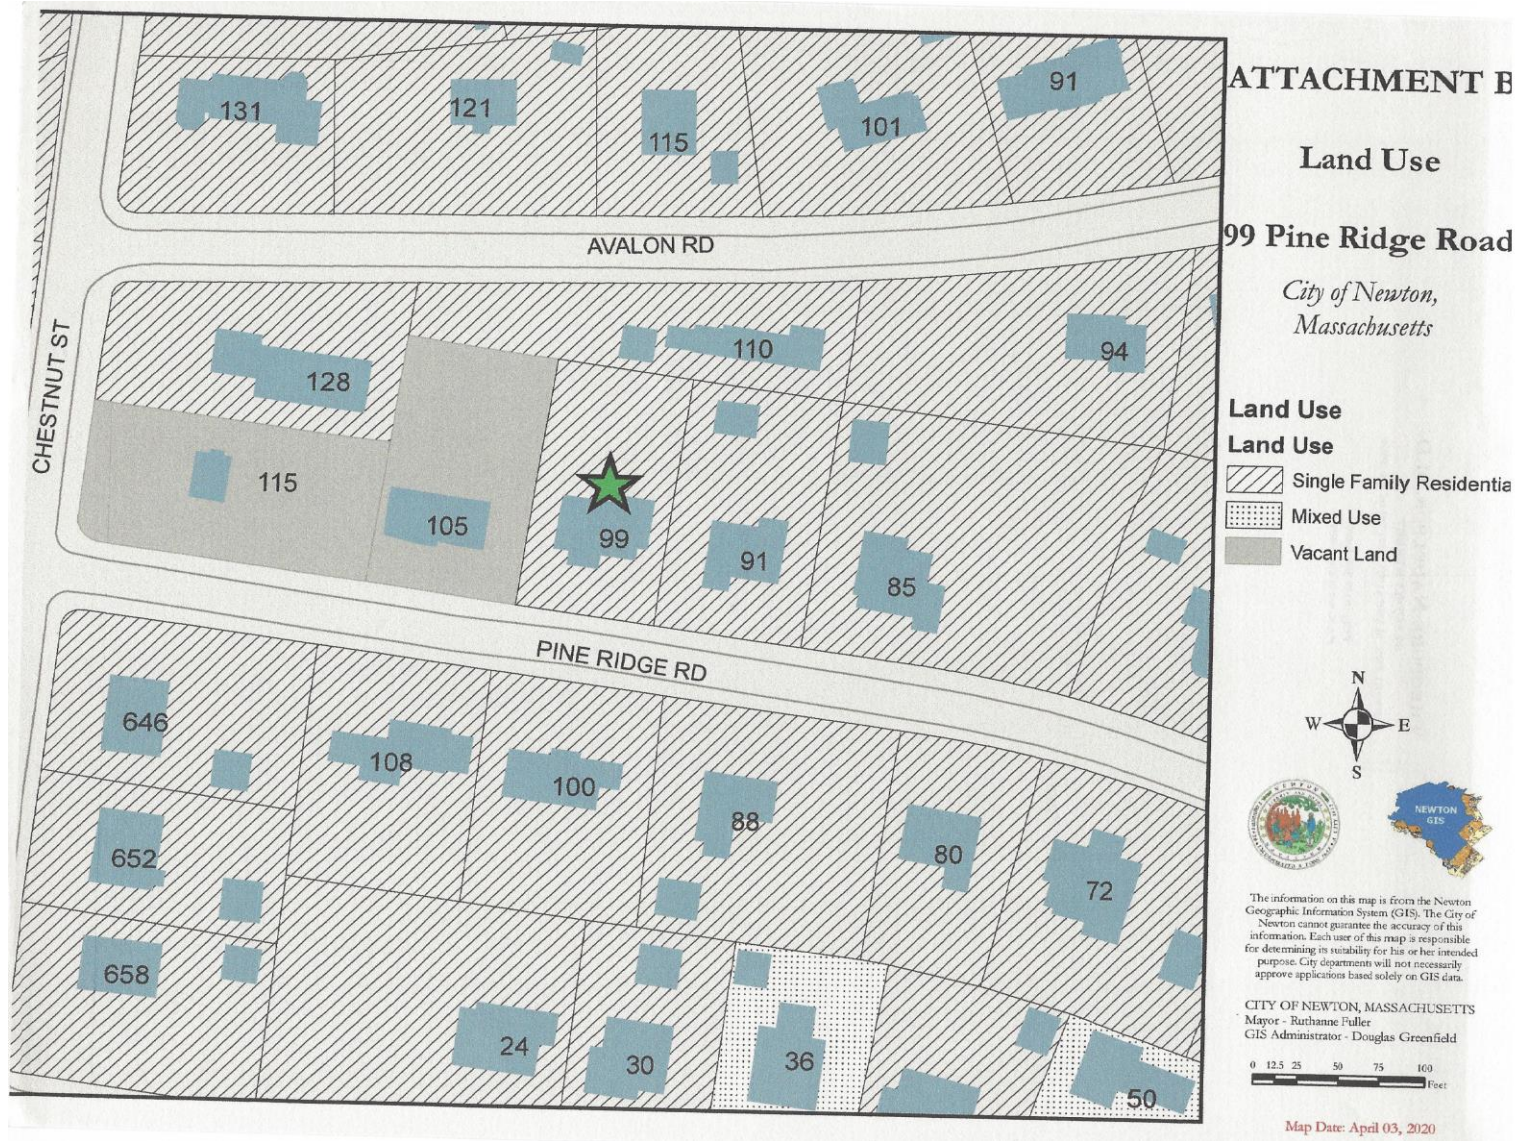 131
121
115
101
91
AVALON RD
CHESTNUT ST
128
110
94
115
105
99
91
85
PINE RIDGE RD
646
108
100
88
80
72
652
658
24
30
36
50
ATTACHMENT B
Land Use
99 Pine Ridge Road
City of Newton,
Massachusetts
Land Use
Land Use
Single Family Residentia
Mixed Use
Vacant Land
N
W
E
S
NEWTON
GIS
The information on this map is from the Newton
Geographic Information System (GIS). The City of
Newton cannot guarantee the accuracy of this
information. Each user of this map is responsible
for determining its suitability for his or her intended
purpose. City departments will not necessarily
approve applications based solely on GIS data.
CITY OF NEWTON, MASSACHUSETTS
Mayor - Ruthanne Fuller
GIS Administrator - Douglas Greenfield
0 12.5 25 50 75 100
Feet
Map Date: April 03, 2020